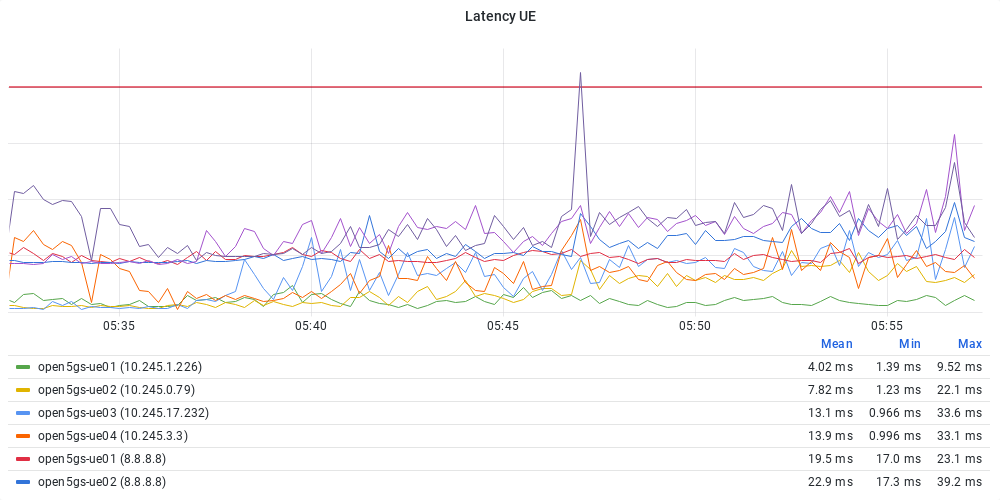 Latency UE
05:35 05:40 05:45 05:50 05:55
Mean Min Max
open5gs-ue01 (10.245.1.226) 4.02 ms 1.39 ms 9.52 ms
open5gs-ue02 (10.245.0.79) 7.82 ms 1.23 ms 22.1 ms
open5gs-ue03 (10.245.17.232) 13.1 ms 0.966 ms 33.6 ms
open5gs-ue04 (10.245.3.3) 13.9 ms 0.996 ms 33.1 ms
open5gs-ue01 (8.8.8.8) 19.5 ms 17.0 ms 23.1 ms
open5gs-ue02 (8.8.8.8) 22.9 ms 17.3 ms 39.2 ms